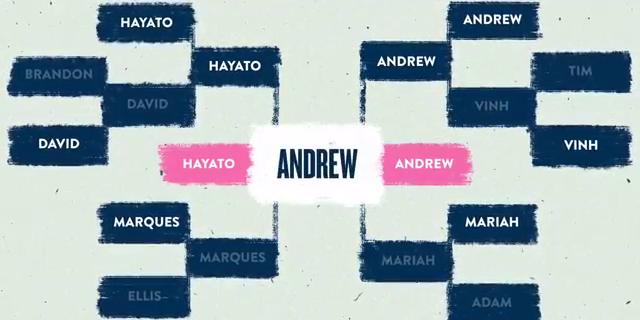 HAYATO
HAYATO
BRANDON
DAVID
DAVID
HAYATO
ANDREW
ANDREW
MARQUES
MARQUES
ELLIS
ANDREW
ANDREW
TIM
VINH
VINH
MARIAH
MARIAH
ADAM